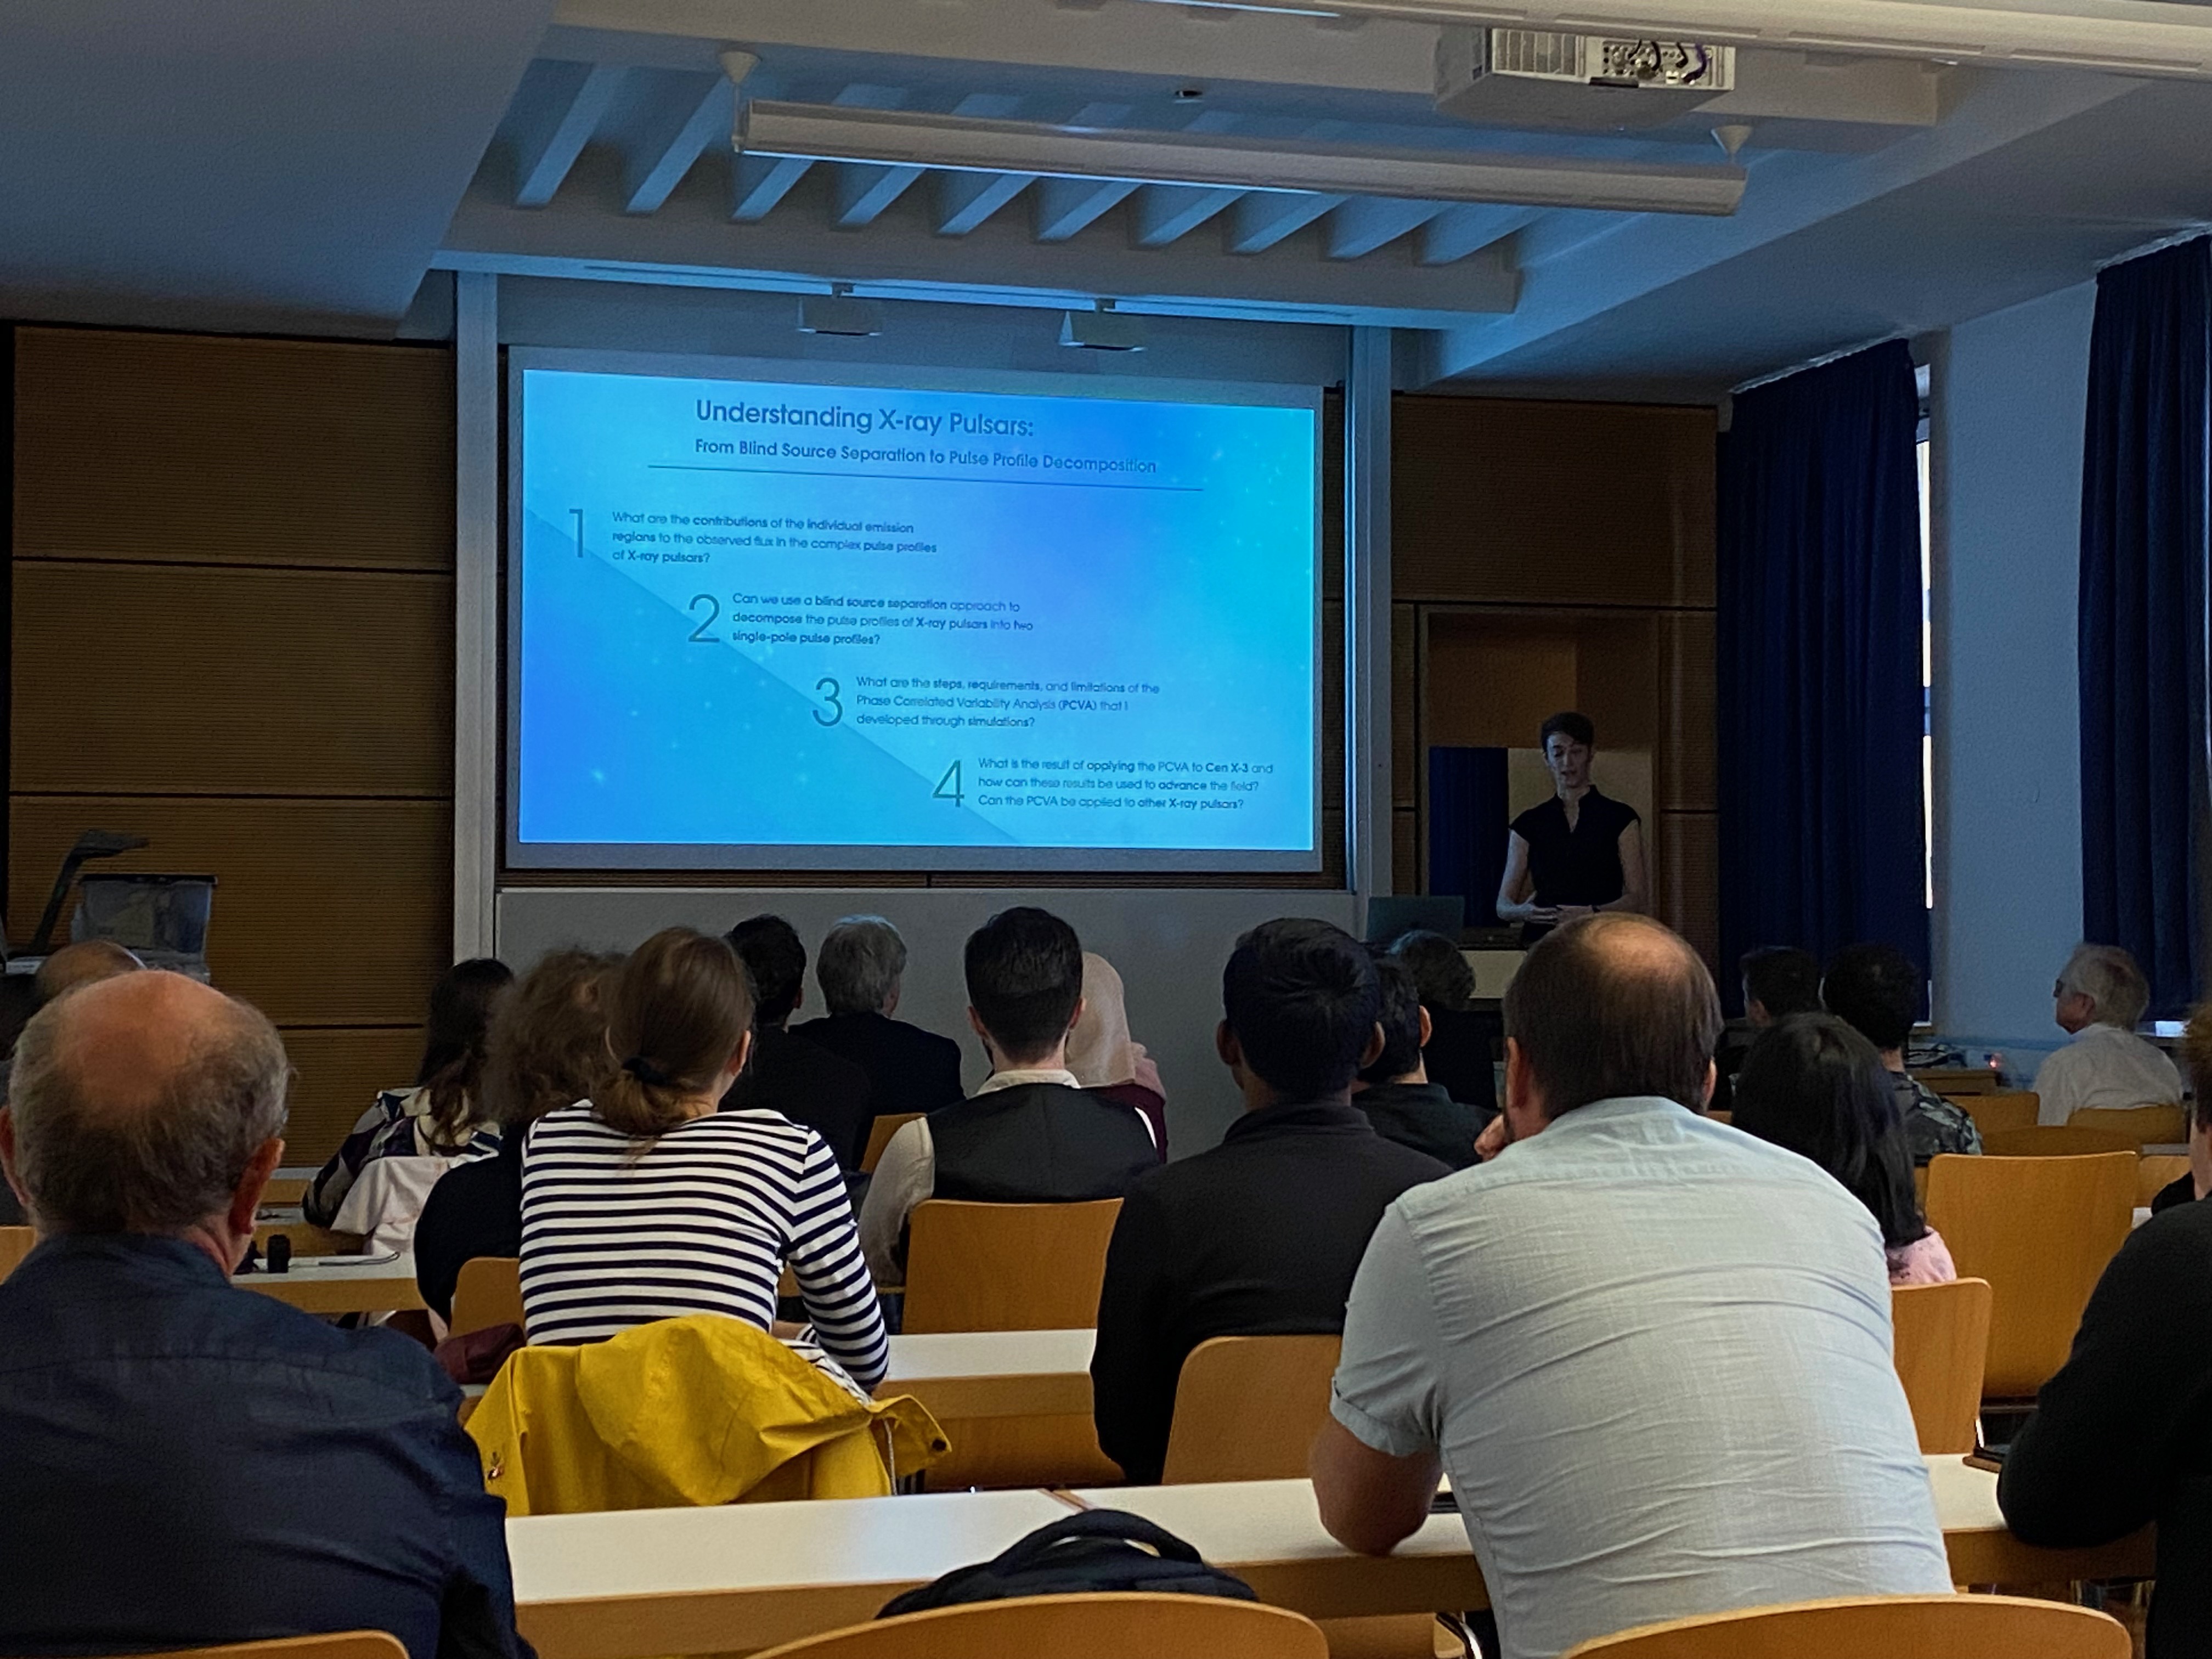 Understanding X-ray Pulsars:
From Blind Source Separation to Pulse Profile Decomposition
1
What are the contributions of the individual emission
regions to the observed flux in the complex pulse profiles
of X-ray pulsars?
2
Can we use a blind source separation approach to
decompose the pulse profiles of X-ray pulsars into two
single-pole pulse profiles?
3
What are the steps, requirements, and limitations of the
Phase Correlated Variability Analysis (PCVA) that I
developed through simulations?
4
What is the result of applying the PCVA to Cen X-3 and
how can these results be used to advance the field?
Can the PCVA be applied to other X-ray pulsars?